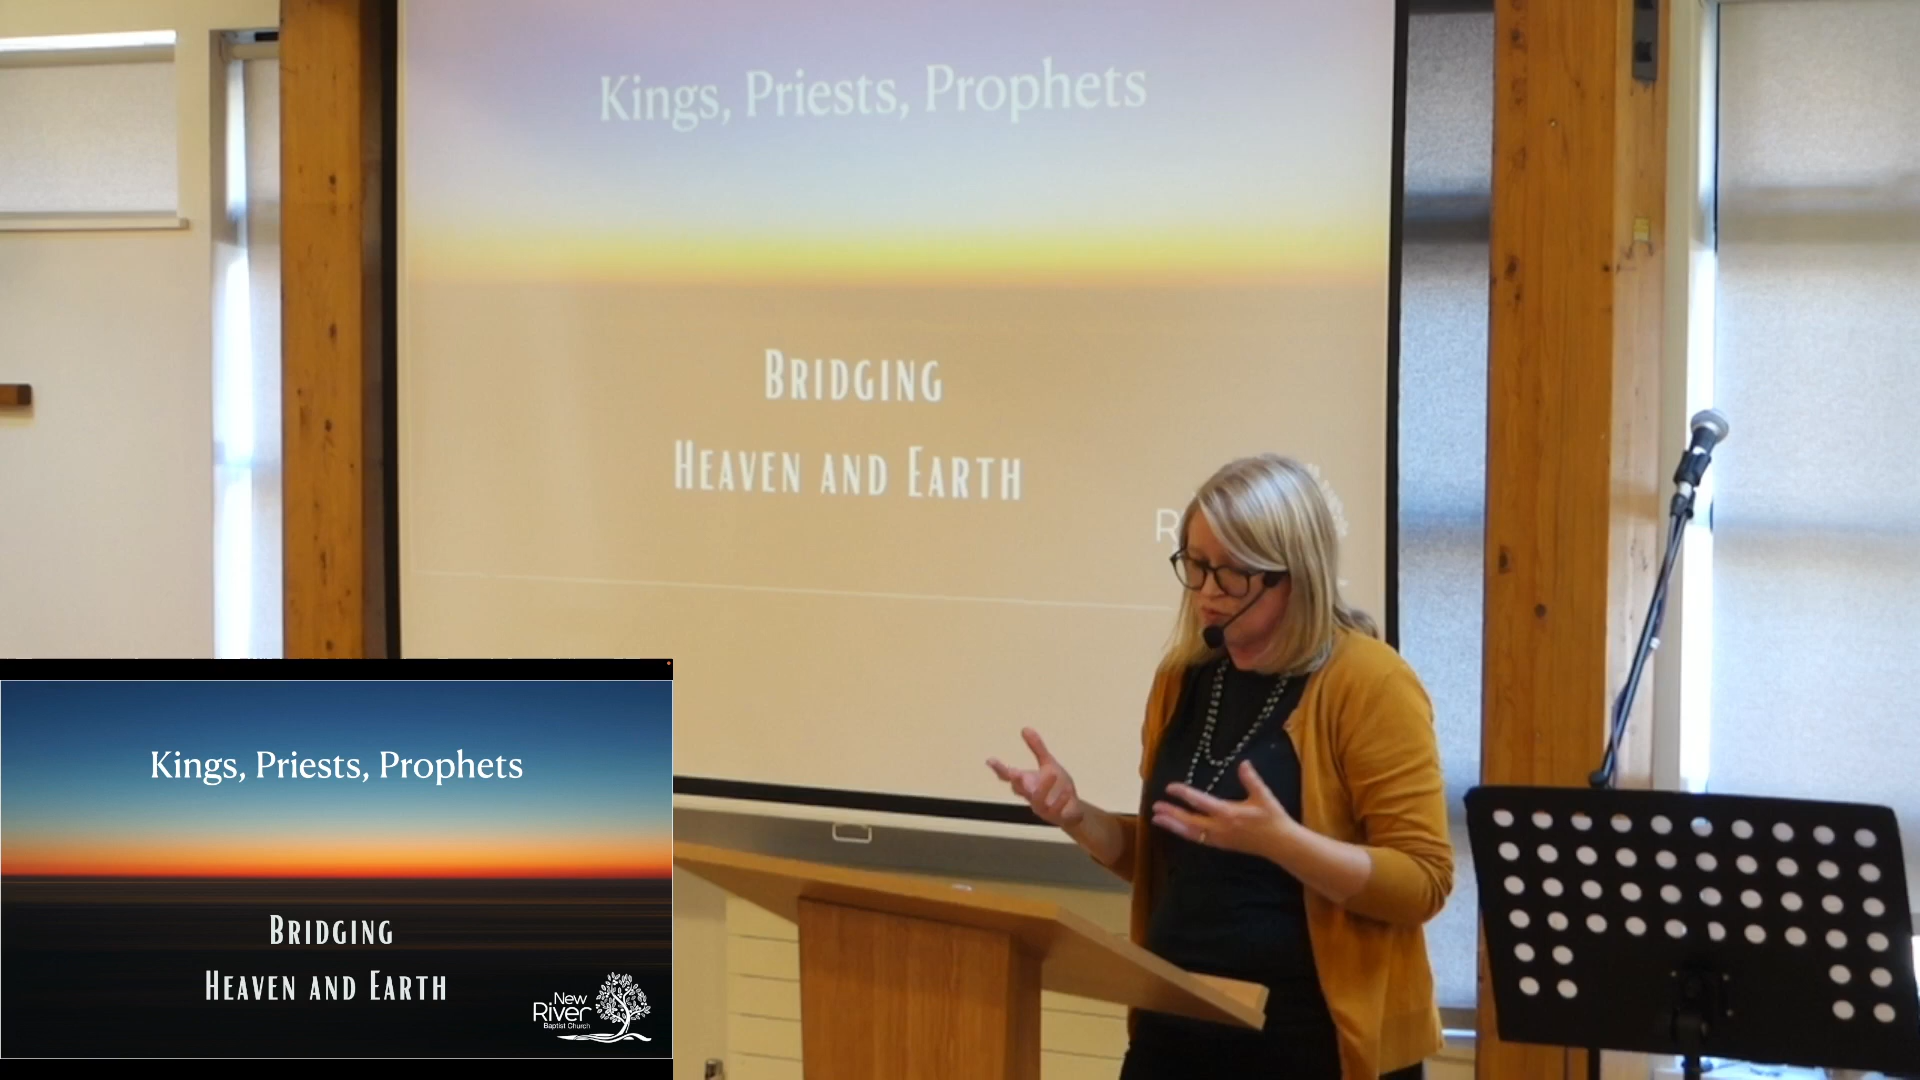 Kings, Priests, Prophets
Bridging
Heaven and Earth
R
Kings, Priests, Prophets
Bridging
Heaven and Earth
New
River
Baptist Church